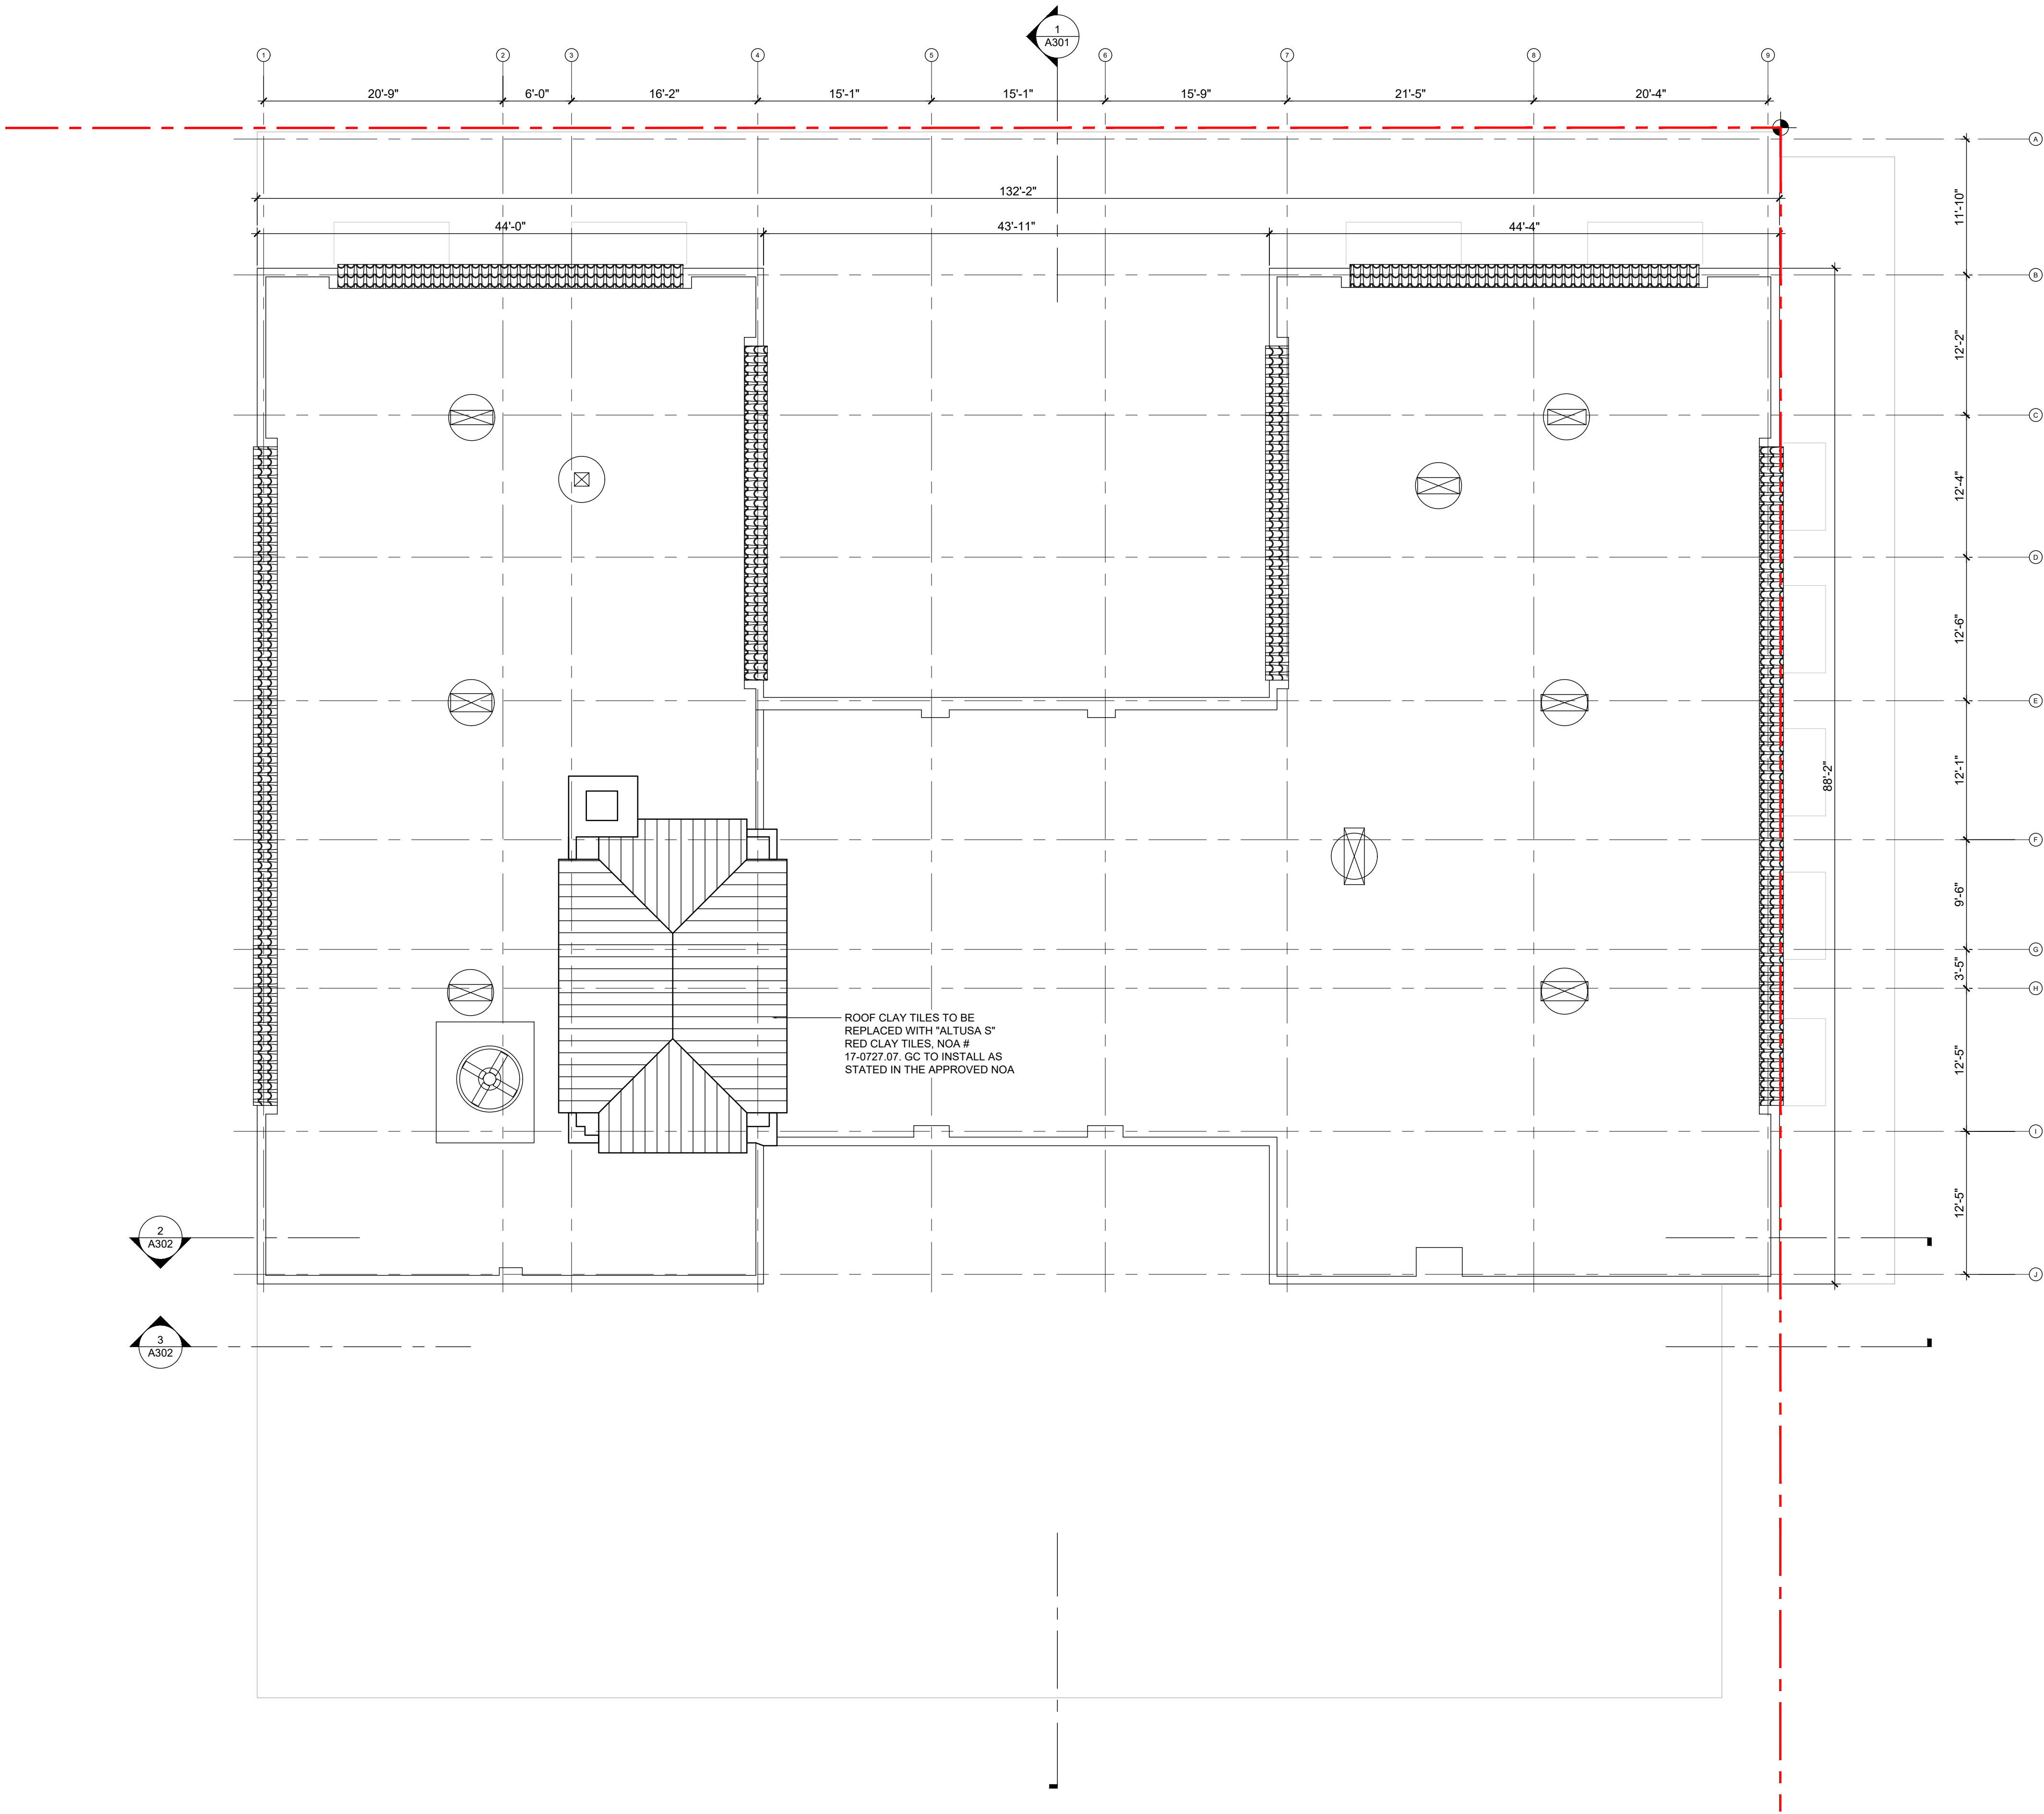 1
A301
1
2
3
4
5
6
7
8
9
20'-9"
6'-0"
16'-2"
15'-1"
15'-1"
15'-9"
21'-5"
20'-4"
A
132'-2"
11'-10"
44'-0"
43'-11"
44'-4"
B
12'-2"
C
12'-4"
D
12'-6"
E
12'-1"
88'-2"
F
9'-6"
G
3'-5"
H
ROOF CLAY TILES TO BE
REPLACED WITH "ALTUSA S"
RED CLAY TILES, NOA #
17-0727.07. GC TO INSTALL AS
STATED IN THE APPROVED NOA
12'-5"
I
12'-5"
2
A302
J
3
A302